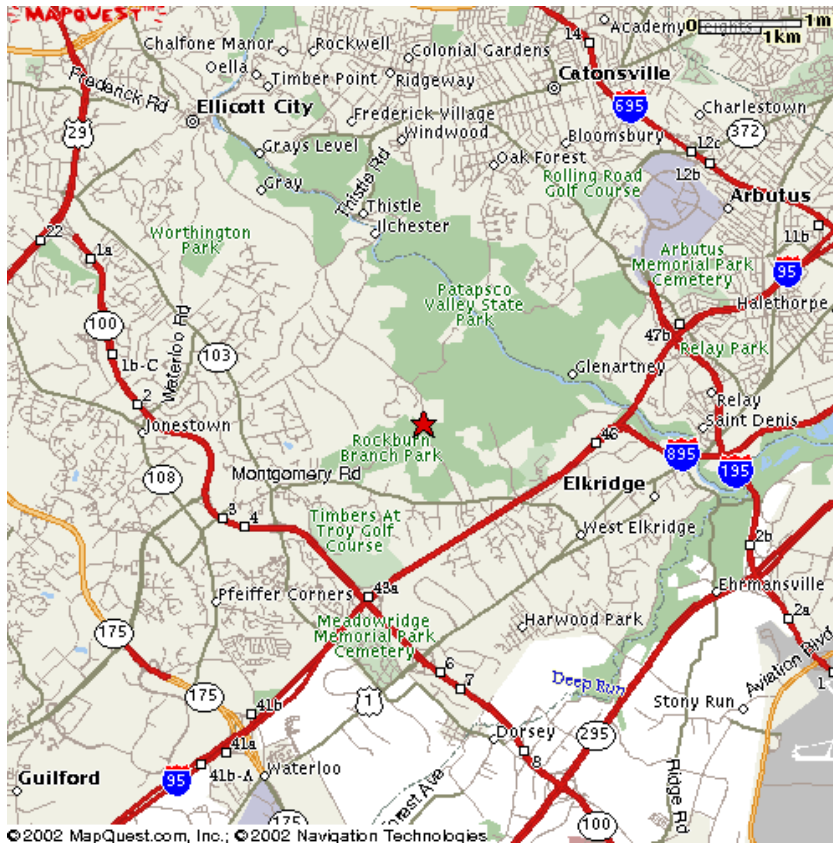 MAPQUEST
0 1m
1km
Academy Heights
14
Chalfone Manor
Rockwell
Colonial Gardens
Oella
Timber Point
Ridgeway
Catonsville
Frederick Rd
Ellicott City
695
Charlestown
Frederick Village
29
Windwood
Bloomsbury
372
12c
Grays Level
Oak Forest
12b
Gray
Thistle Rd
Rolling Road
Golf Course
Arbutus
Thistle
Ilchester
22
Worthington
Park
11b
1a
Arbutus
Memorial Park
Cemetery
95
Patapsco
Valley State
Park
Halethorpe
100
Waterloo Rd
47b
Relay Park
103
1b-C
Glenartney
2
Relay
Jonestown
Saint Denis
Rockburn
Branch Park
46
895
195
108
Montgomery Rd
Elkridge
Timbers At
Troy Golf
Course
3
4
West Elkridge
2b
43a
Ehrmansville
Pfeiffer Corners
2a
175
Meadowridge
Memorial Park
Cemetery
Harwood Park
6
7
Deep Run
Aviation Blvd
1
175
1
Stony Run
41b
295
Dorsey
41a
8
Guilford
95
41b-A
Waterloo
Forest Ave
Ridge Rd
175
100
©2002 MapQuest.com, Inc.; ©2002 Navigation Technologies